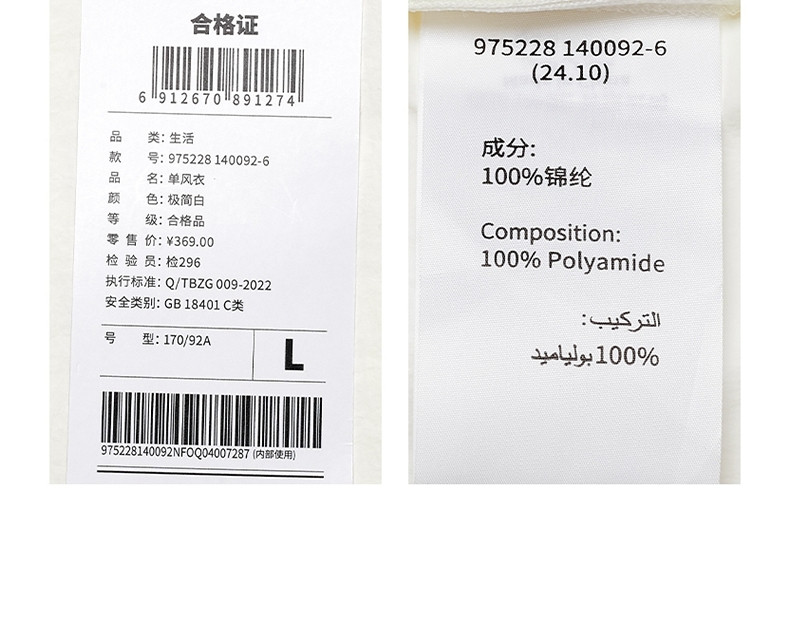 合格证
6 912670 891274
品 类: 生活
款 号: 975228 140092-6
品 名: 单风衣
颜 色: 极简白
等 级: 合格品
零 售 价: ¥369.00
检 验 员: 检296
执行标准: Q/TBZG 009-2022
安全类别: GB 18401 C类
号 型: 170/92A
L
975228140092NFOQ04007287 (内部使用)
975228 140092-6
(24.10)
成分:
100%锦纶
Composition:
100% Polyamide
التركيب:
100% بولياميد